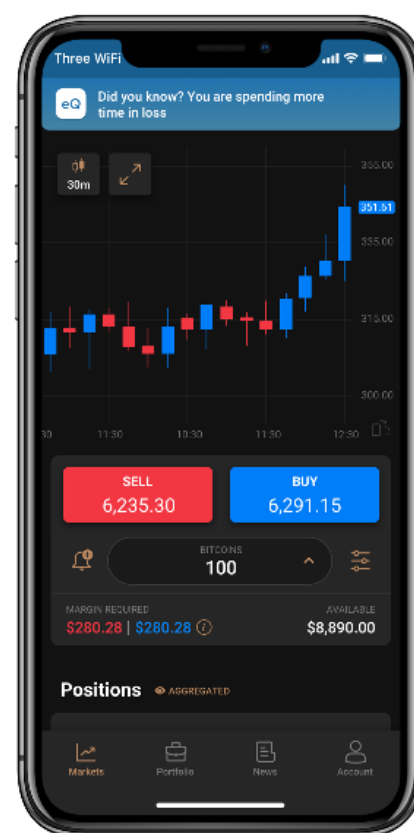 Three WiFi
eQ
Did you know? You are spending more
time in loss
30m
355.00
351.51
335.00
315.00
300.00
30
11:30
10:30
11:30
12:30
SELL
6,235.30
BUY
6,291.15
BITCOINS
100
MARGIN REQUIRED
AVAILABLE
$280.28 | $280.28
$8,890.00
Positions
AGGREGATED
Markets
Portfolio
News
Account